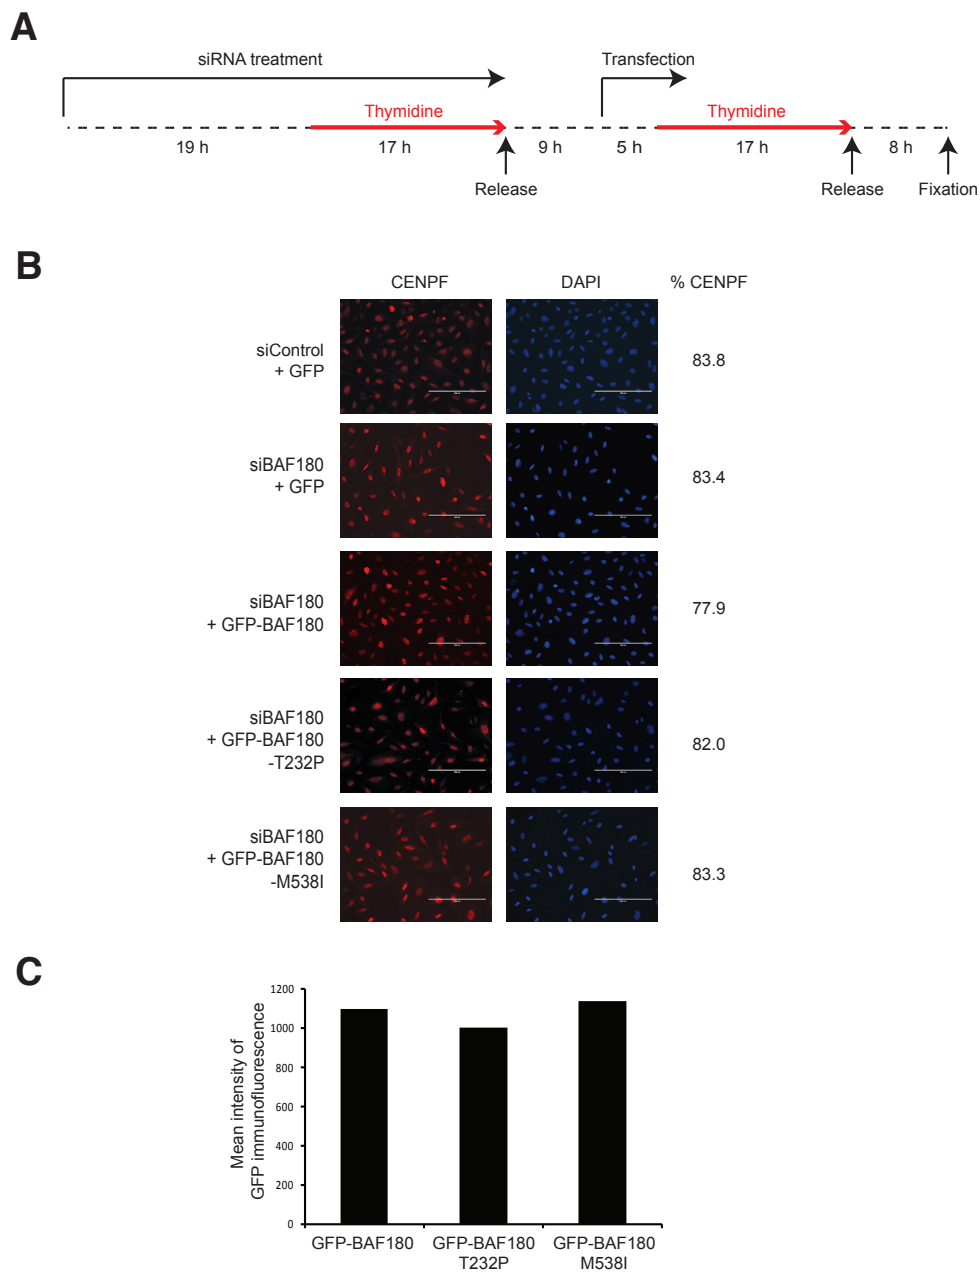 A
siRNA treatment
Transfection
Thymidine
Thymidine
19 h
17 h
9 h
5 h
17 h
8 h
Release
Release
Fixation
B
CENPF
DAPI
% CENPF
siControl
+ GFP
83.8
siBAF180
+ GFP
83.4
siBAF180
+ GFP-BAF180
77.9
siBAF180
+ GFP-BAF180
-T232P
82.0
siBAF180
+ GFP-BAF180
-M538I
83.3
C
Mean intensity of
GFP immunofluorescence
1200
1000
800
600
400
200
0
GFP-BAF180
GFP-BAF180
T232P
GFP-BAF180
M538I